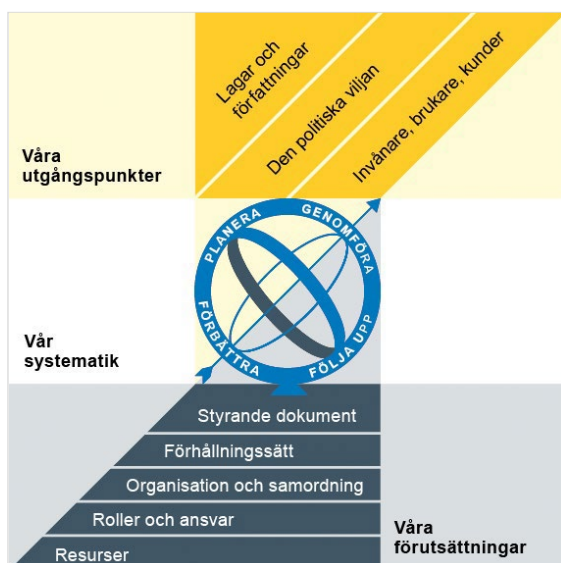 Lagar och
författningar
Den politiska viljan
Invånare, brukare, kunder
Våra
utgångspunkter
PLANERA
GENOMFÖRA
FÖLJA UPP
FÖRBÄTTRA
Vår
systematik
Styrande dokument
Förhållningssätt
Organisation och samordning
Roller och ansvar
Resurser
Våra
förutsättningar